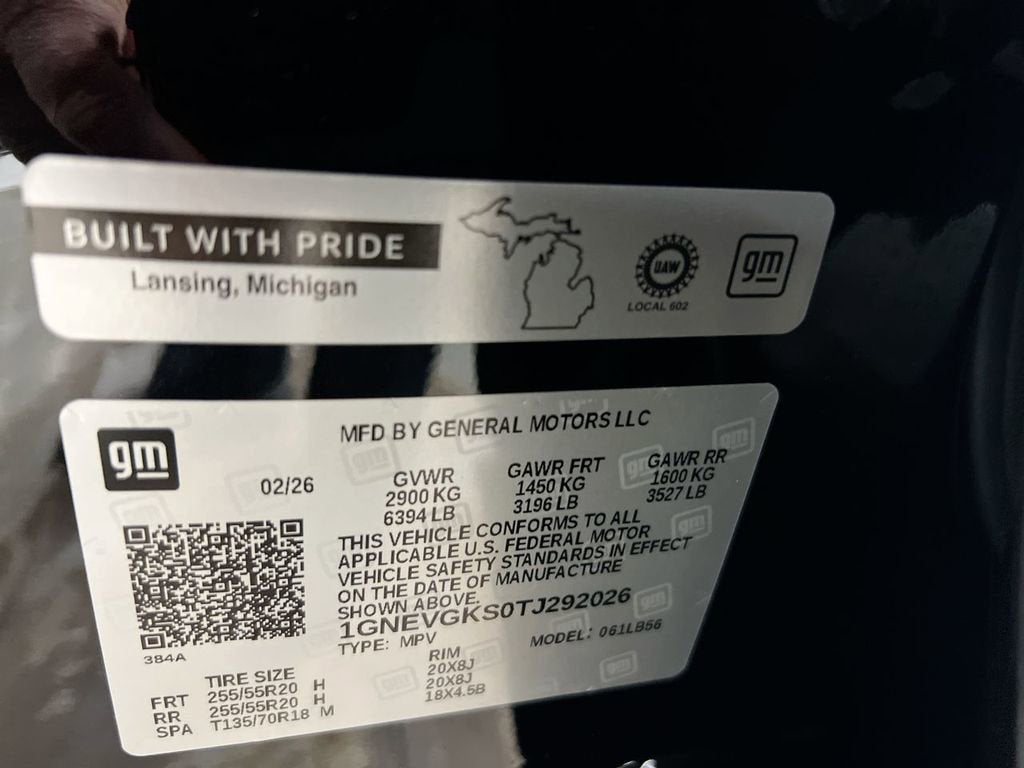 BUILT WITH PRIDE
Lansing, Michigan
UAW
LOCAL 602
gm
gm
MFD BY GENERAL MOTORS LLC
02/26
GVWR
2900 KG
6394 LB
GAWR FRT
1450 KG
3196 LB
GAWR RR
1600 KG
3527 LB
THIS VEHICLE CONFORMS TO ALL
APPLICABLE U.S. FEDERAL MOTOR
VEHICLE SAFETY STANDARDS IN EFFECT
ON THE DATE OF MANUFACTURE
SHOWN ABOVE.
1GNEVGKS0TJ292026
TYPE: MPV
MODEL: 061LB56
384A
TIRE SIZE
RIM
FRT 255/55R20 H 20X8J
RR 255/55R20 H 20X8J
SPA T135/70R18 M 18X4.5B